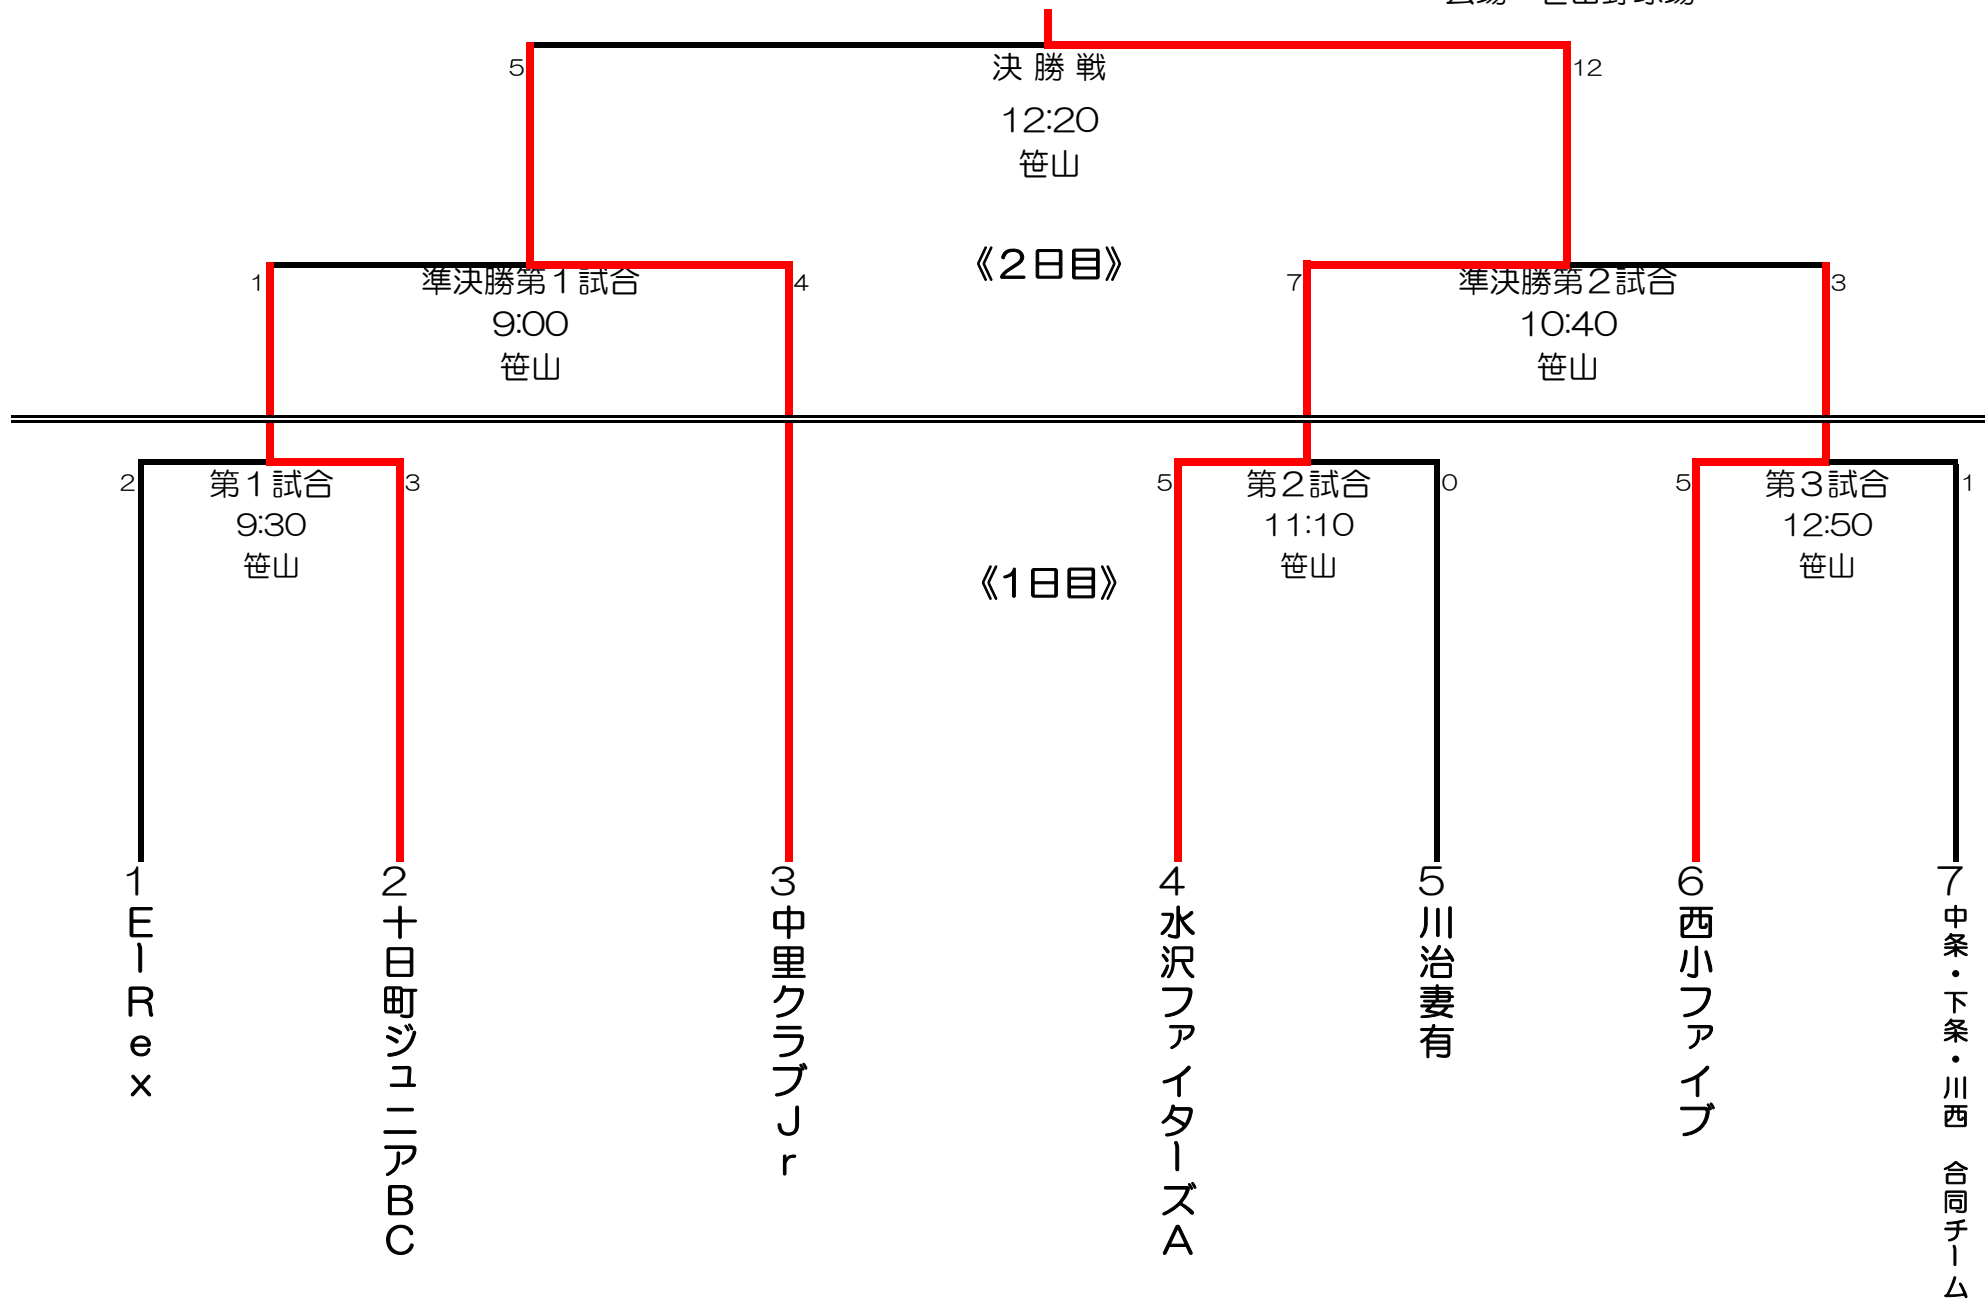 5
決勝戦
12
12:20
笹山
《2日目》
1
準決勝第1試合
4
7
準決勝第2試合
3
9:00
10:40
笹山
笹山
2
第1試合
3
5
第2試合
0
5
第3試合
1
9:30
11:10
12:50
笹山
笹山
笹山
《1日目》
1
2
3
4
5
6
7
EーRex
十日町ジュニアBC
中里クラブJr
水沢ファイターズA
川治妻有
西小ファイブ
中条・下条・川西　合同チーム